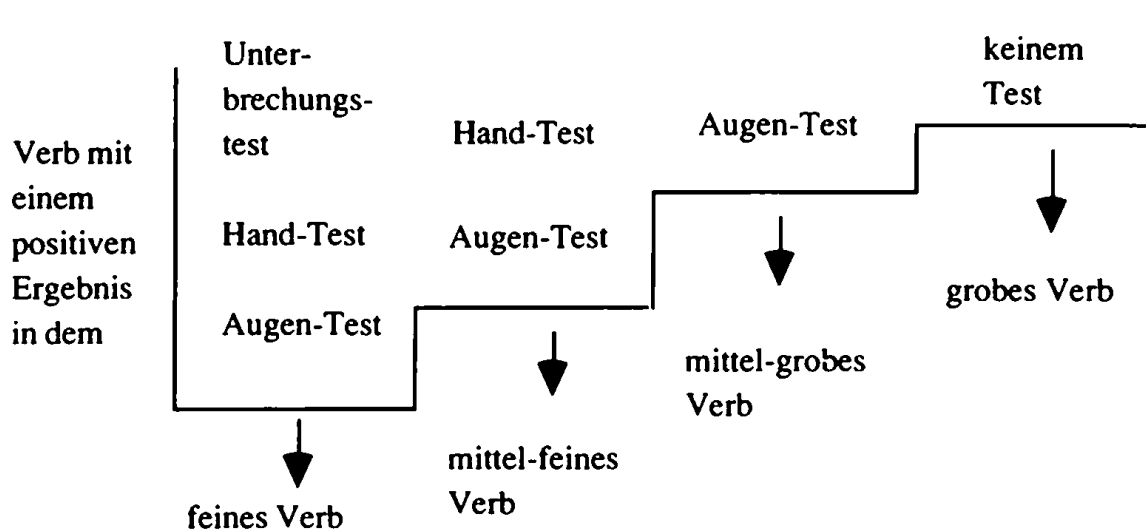 Verb mit
einem
positiven
Ergebnis
in dem
Unter-
brechungs-
test
Hand-Test
Augen-Test
feines Verb
Hand-Test
Augen-Test
mittel-feines
Verb
Augen-Test
mittel-grobes
Verb
keinem
Test
grobes Verb